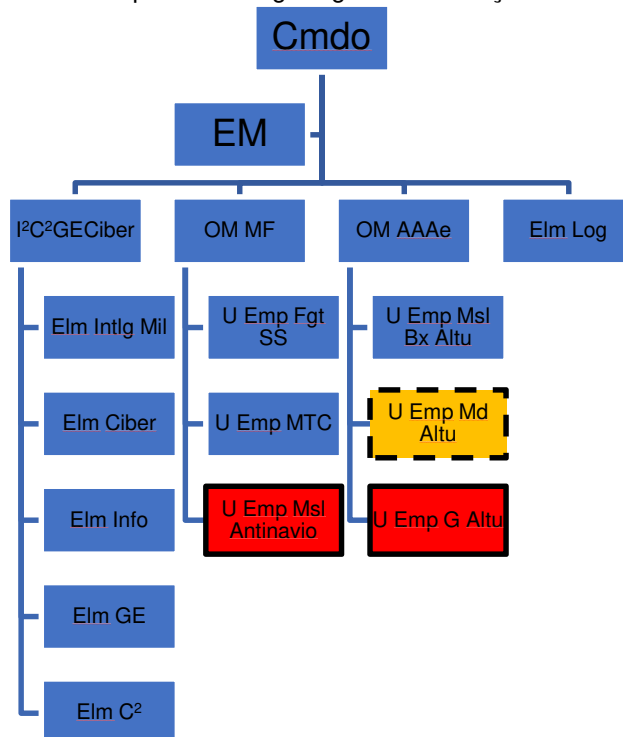 Cmdo
EM
I²C²GECiber
OM MF
OM AAAe
Elm Log
Elm Intlg Mil
U Emp Fgt
SS
U Emp Msl
Bx Altu
Elm Ciber
U Emp MTC
U Emp Md
Altu
Elm Info
U Emp Msl
Antinavio
U Emp G Altu
Elm GE
Elm C²